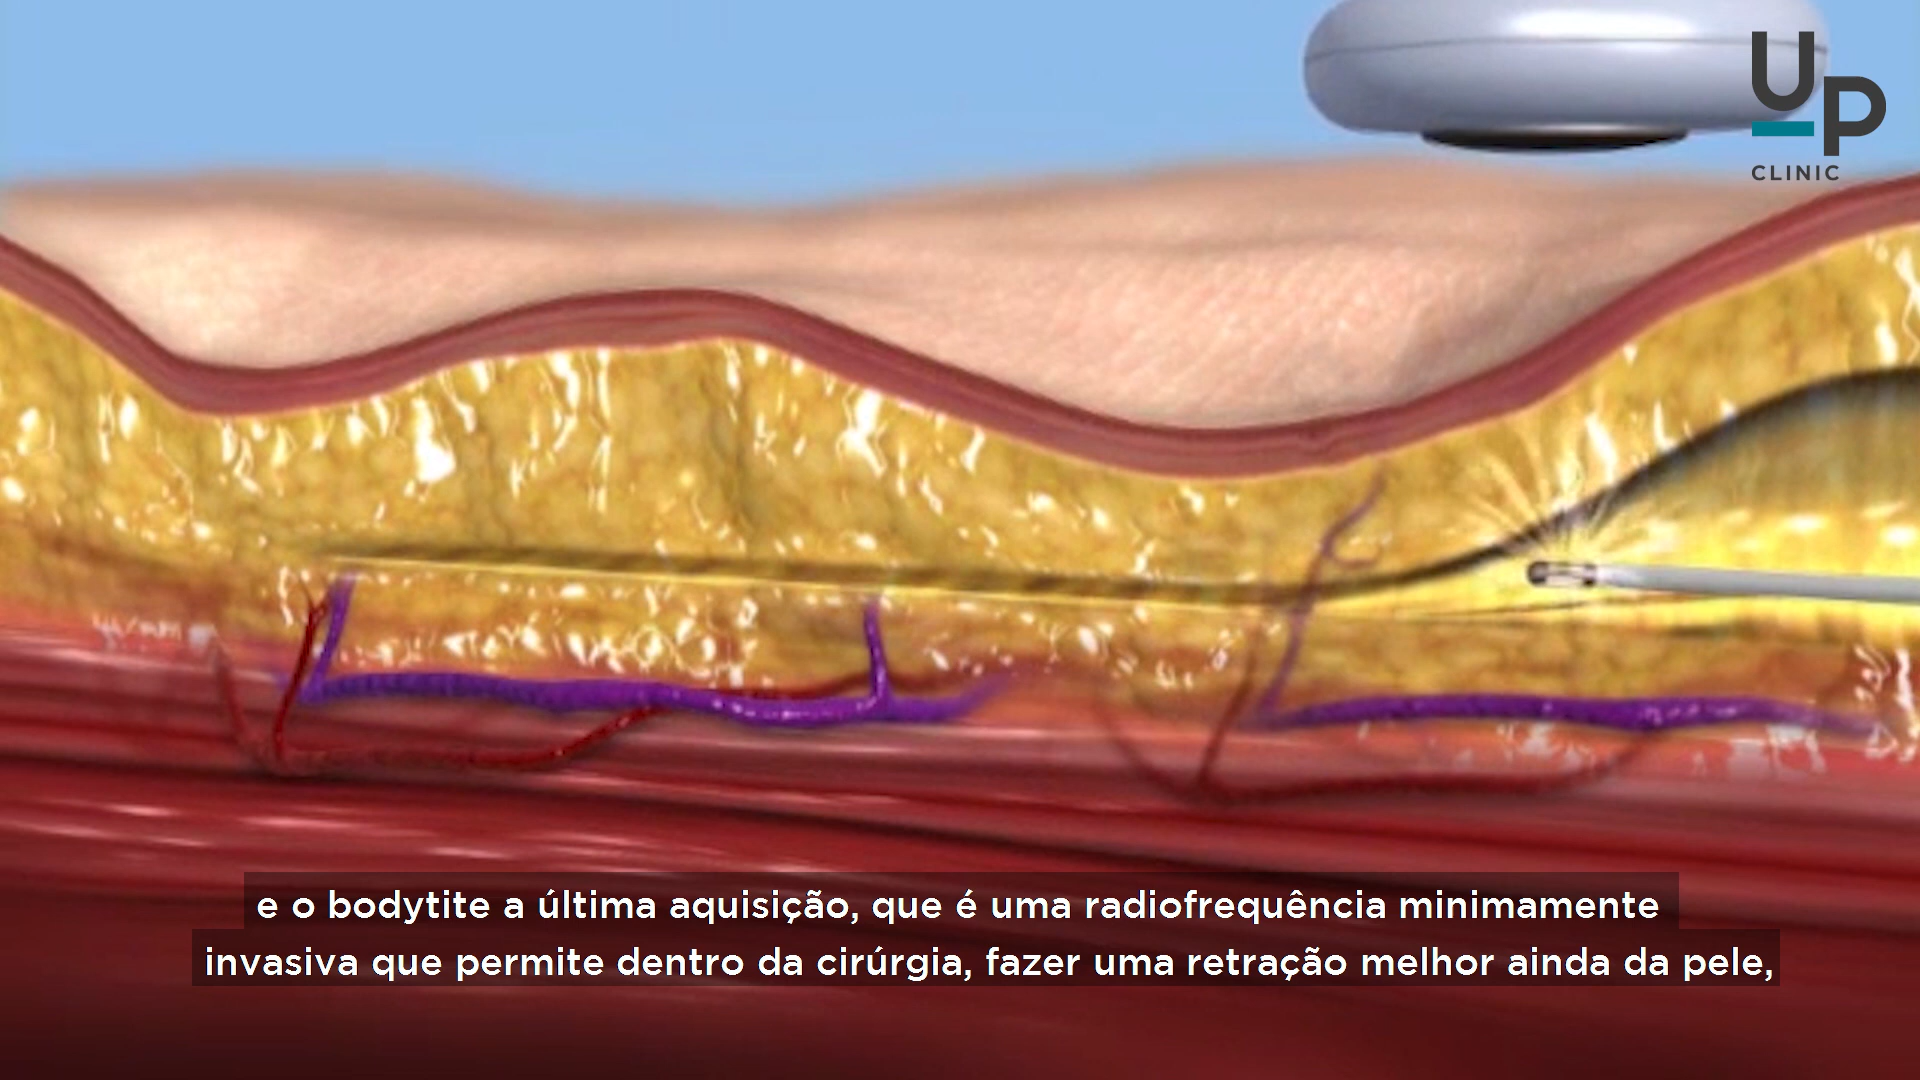 UP
CLINIC
e o bodytite a última aquisição, que é uma radiofrequência minimamente
invasiva que permite dentro da cirúrgia, fazer uma retração melhor ainda da pele,